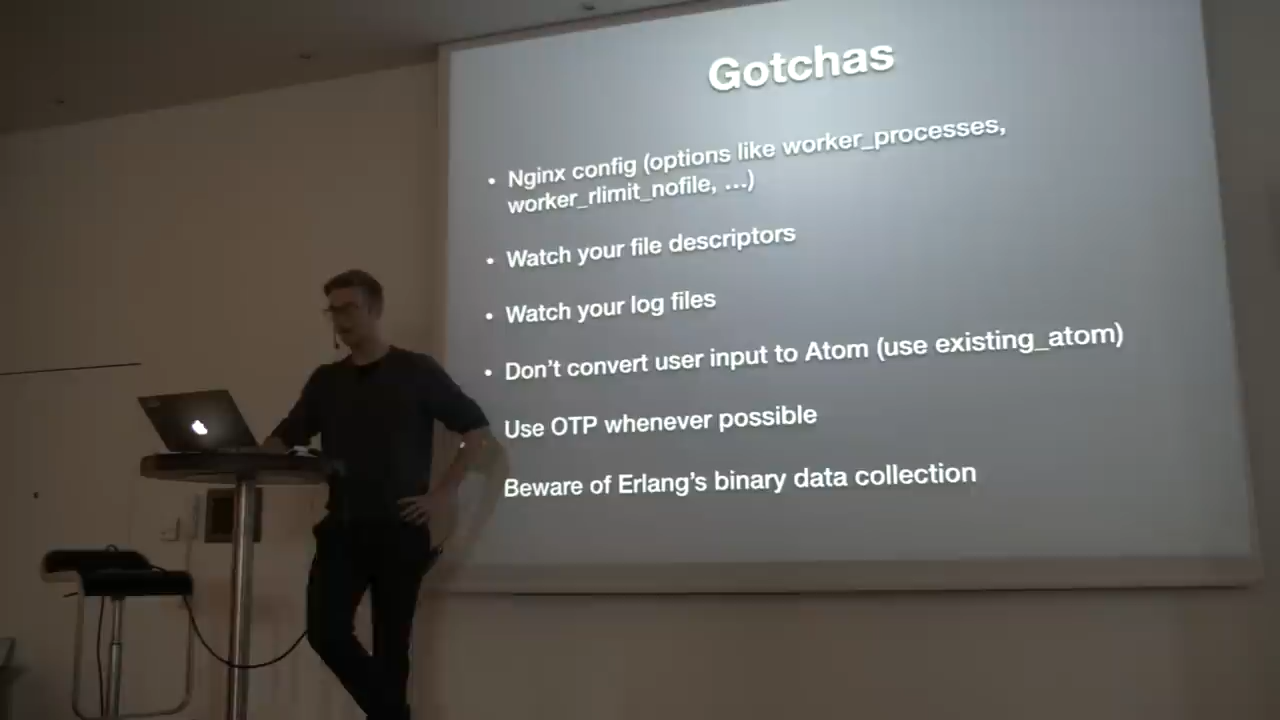 Gotchas
• Nginx config (options like worker_processes,
worker_rlimit_nofile, ...)
• Watch your file descriptors
• Watch your log files
• Don’t convert user input to Atom (use existing_atom)
Use OTP whenever possible
Beware of Erlang’s binary data collection